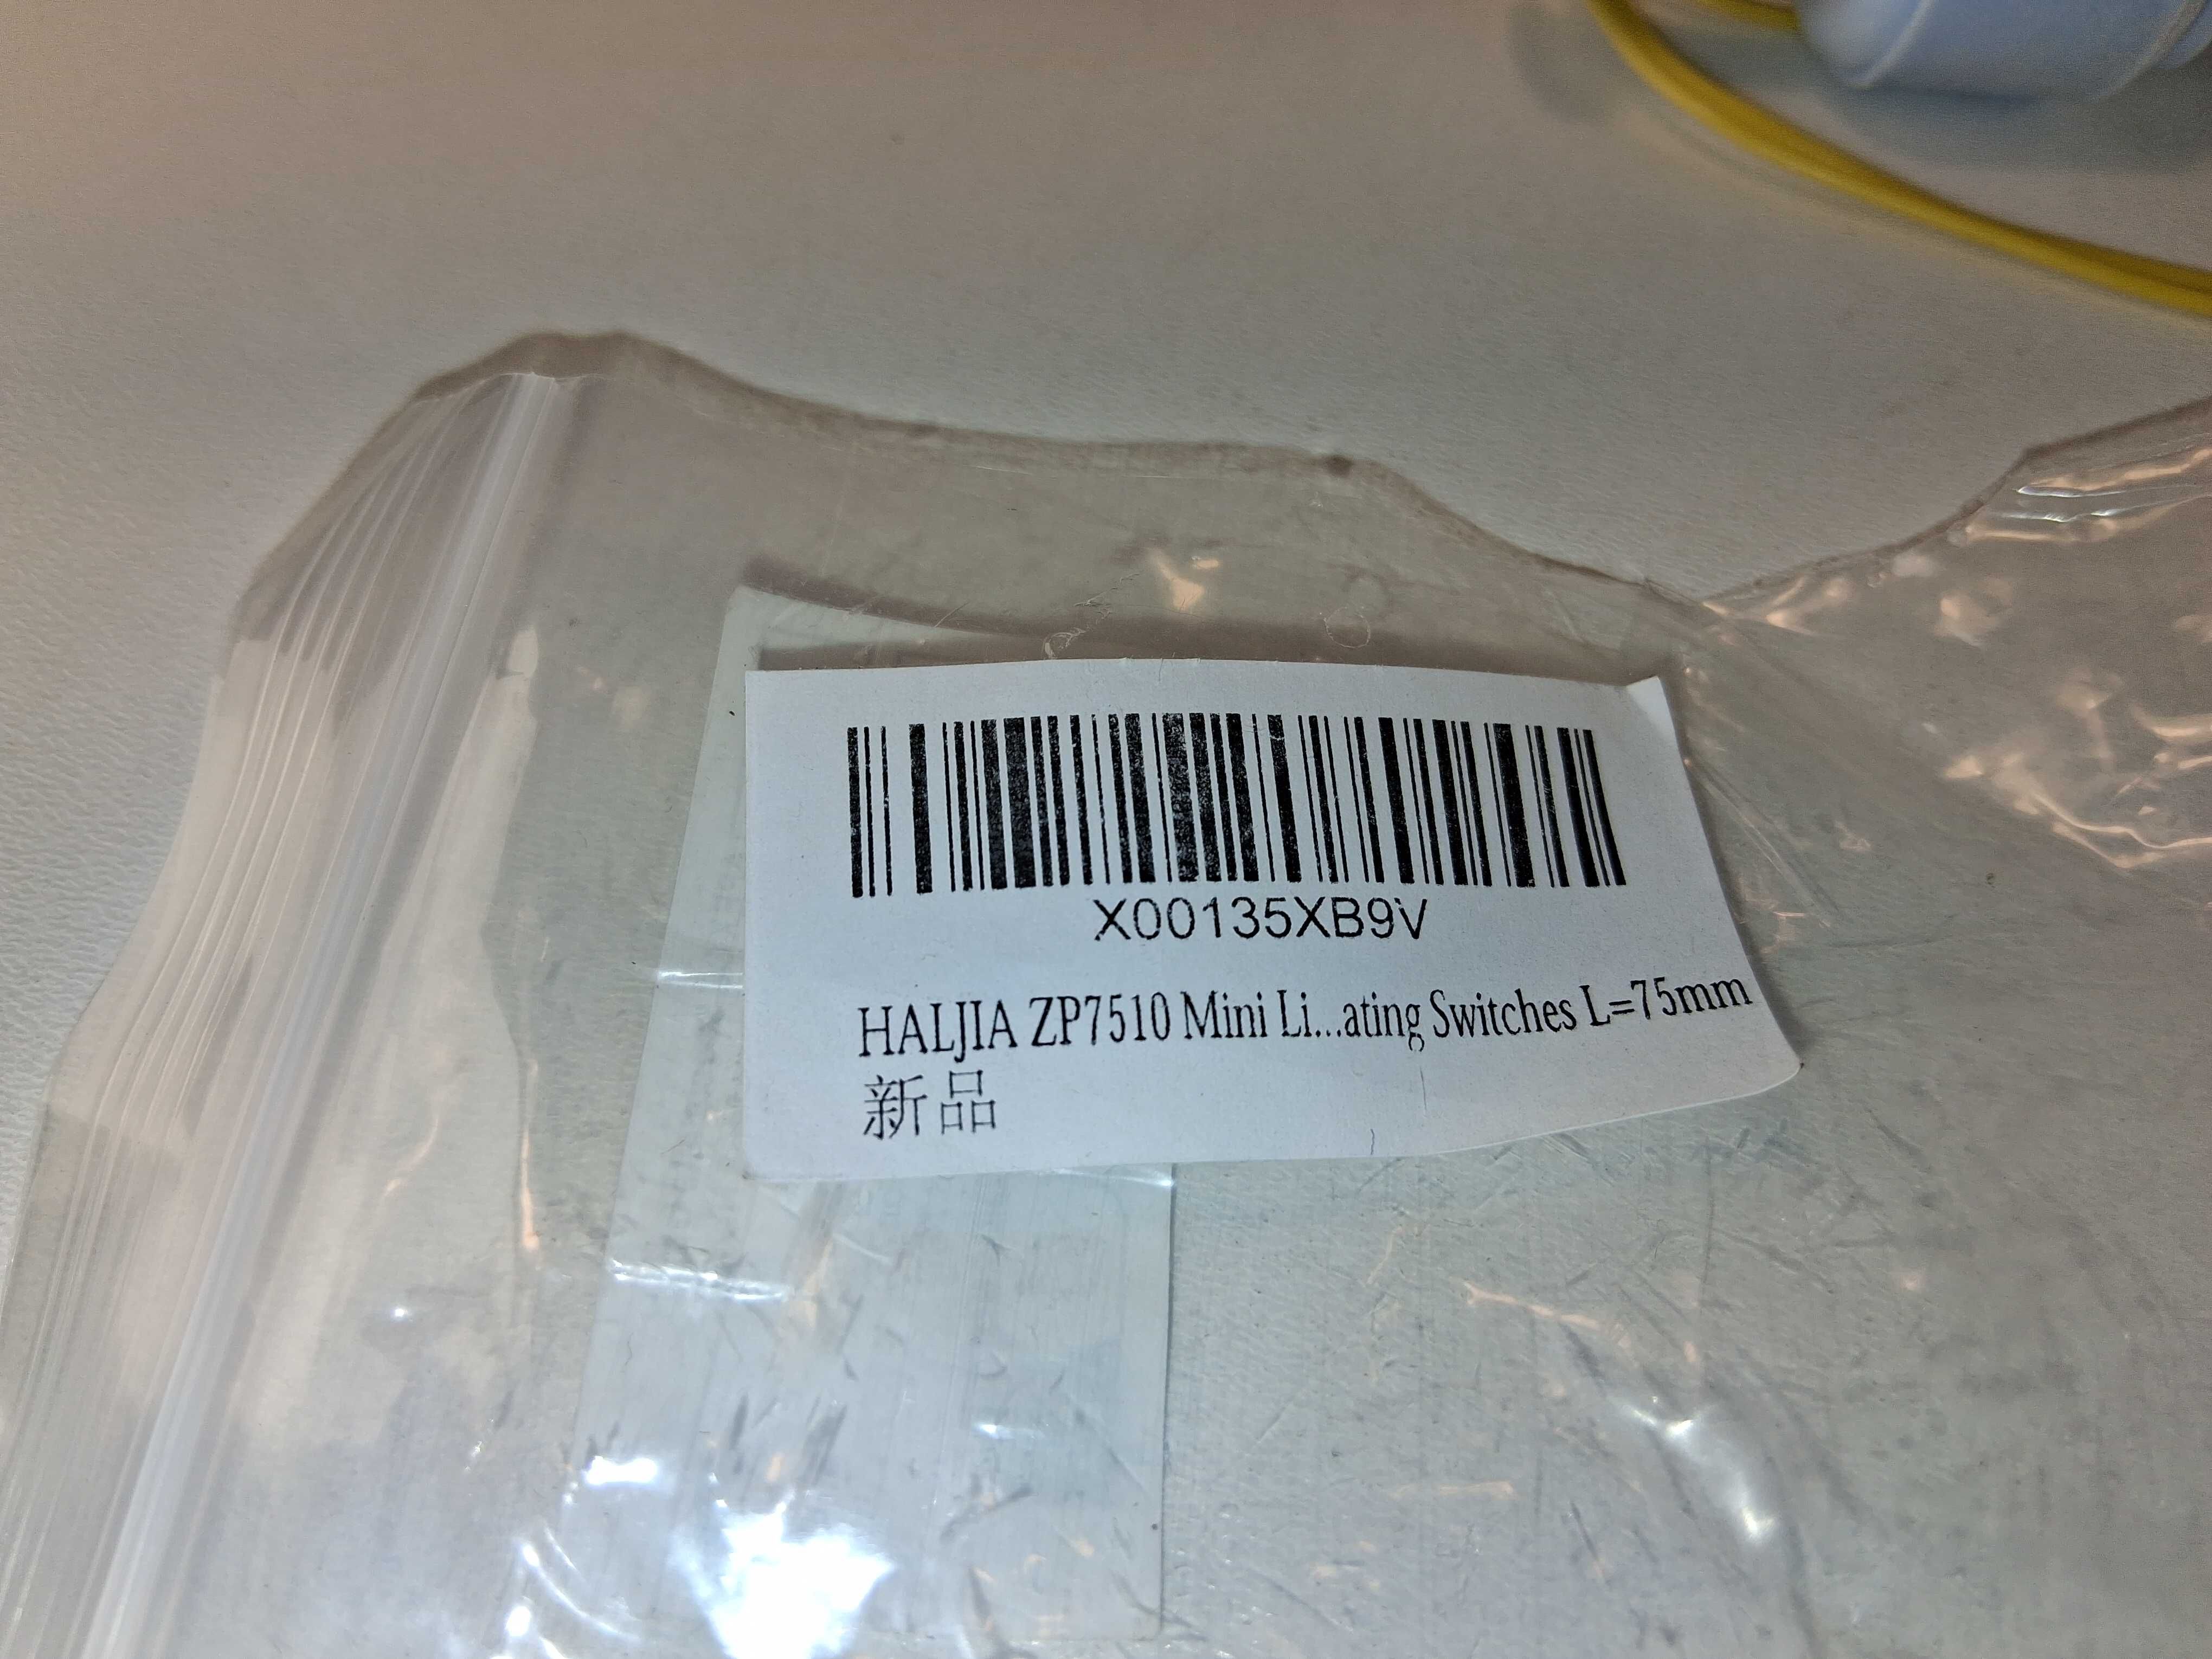 X00135XB9V
HALJIA ZP7510 Mini Li...ating Switches L=75mm
新品